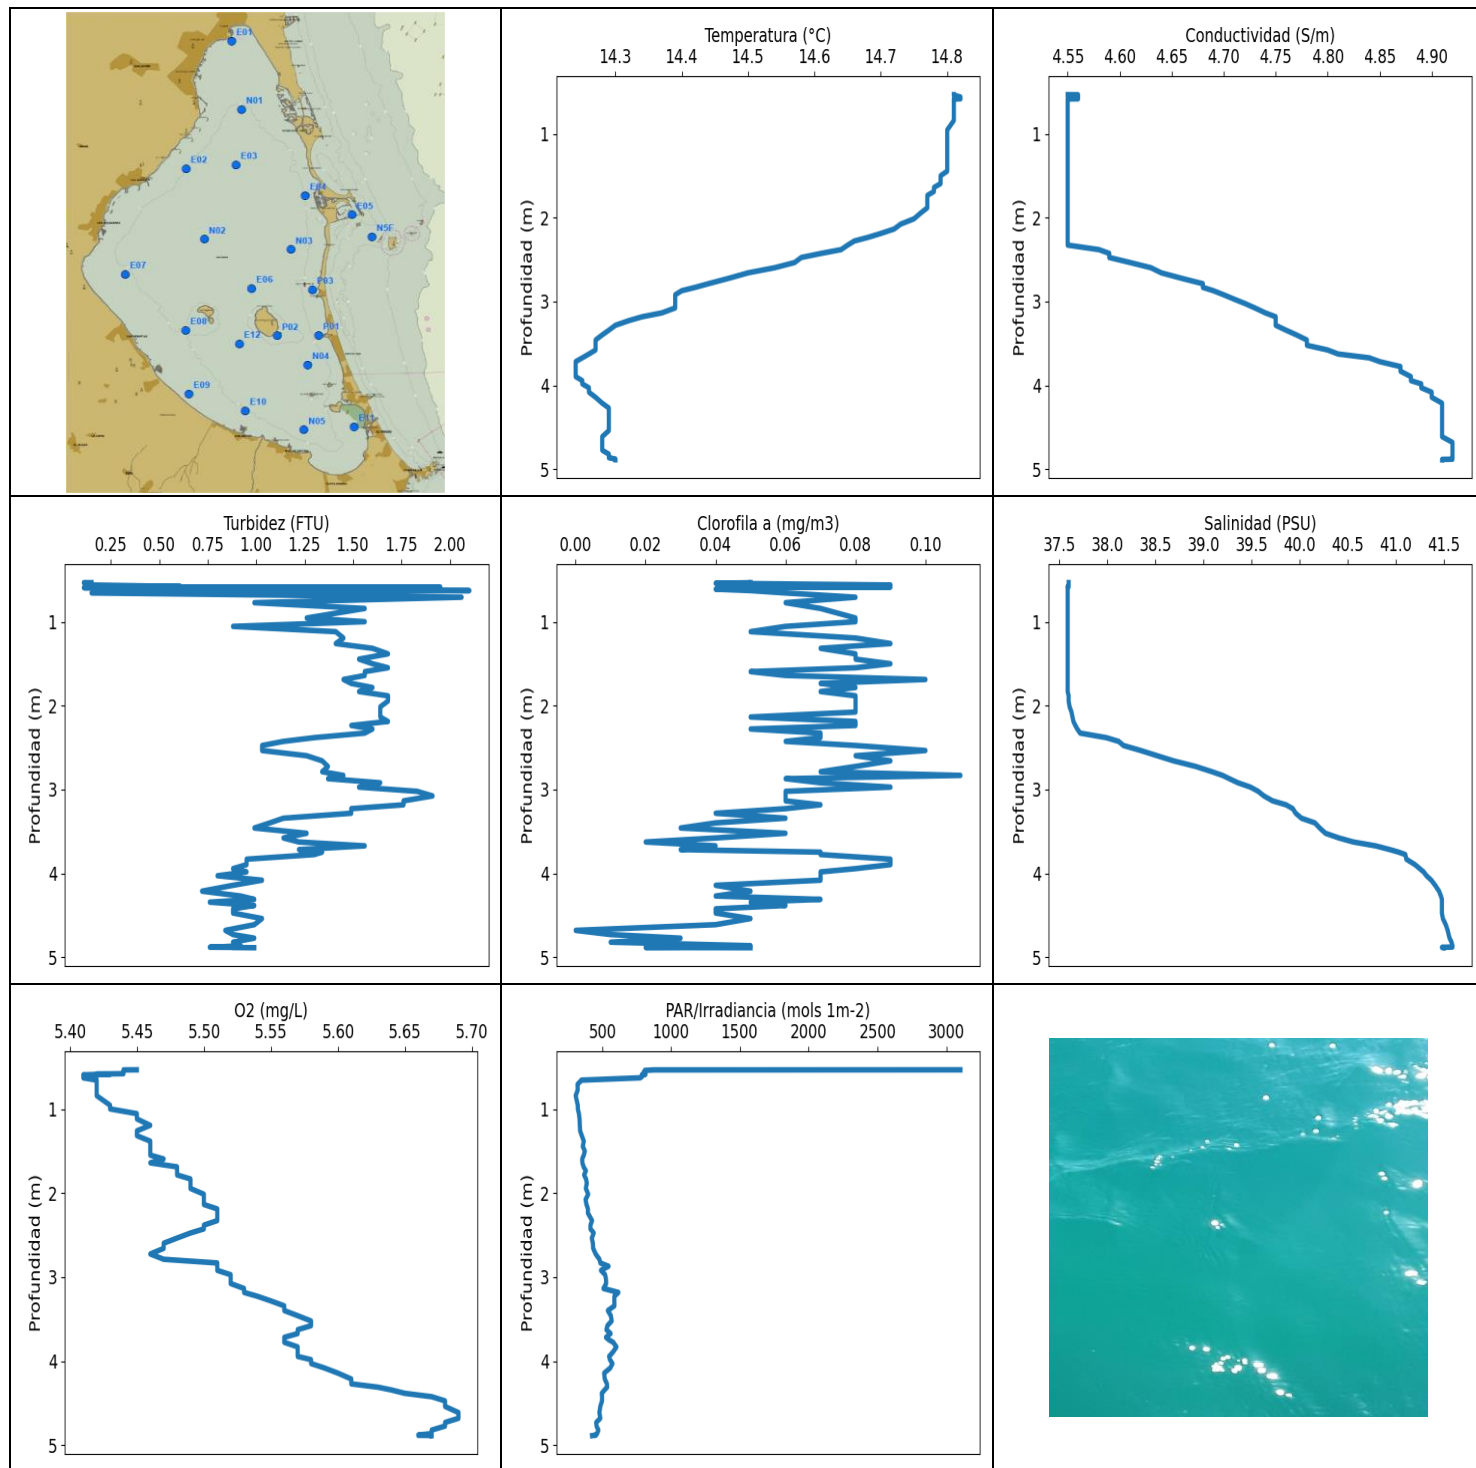 E01
N01
E02
E03
E04
E05
N5F
N02
N03
E07
E06
P03
E08
E12
P02
P01
N04
E09
E10
N05
E11
Temperatura (°C)
14.3 14.4 14.5 14.6 14.7 14.8
Profundidad (m)
1
2
3
4
5
Conductividad (S/m)
4.55 4.60 4.65 4.70 4.75 4.80 4.85 4.90
Profundidad (m)
1
2
3
4
5
Turbidez (FTU)
0.25 0.50 0.75 1.00 1.25 1.50 1.75 2.00
Profundidad (m)
1
2
3
4
5
Clorofila a (mg/m3)
0.00 0.02 0.04 0.06 0.08 0.10
Profundidad (m)
1
2
3
4
5
Salinidad (PSU)
37.5 38.0 38.5 39.0 39.5 40.0 40.5 41.0 41.5
Profundidad (m)
1
2
3
4
5
O2 (mg/L)
5.40 5.45 5.50 5.55 5.60 5.65 5.70
Profundidad (m)
1
2
3
4
5
PAR/Irradiancia (mols 1m-2)
500 1000 1500 2000 2500 3000
Profundidad (m)
1
2
3
4
5